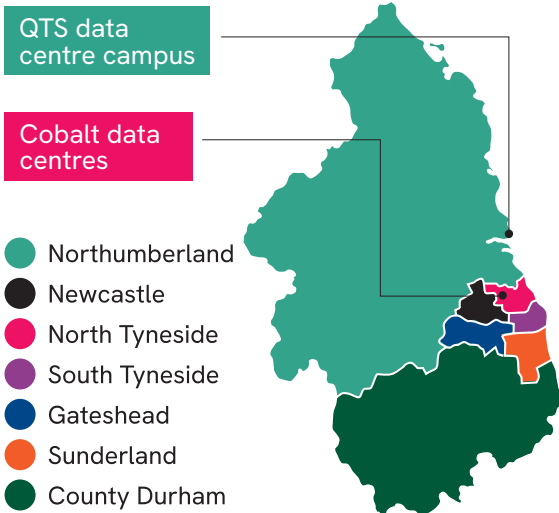 QTS data
centre campus
Cobalt data
centres
Northumberland
Newcastle
North Tyneside
South Tyneside
Gateshead
Sunderland
County Durham